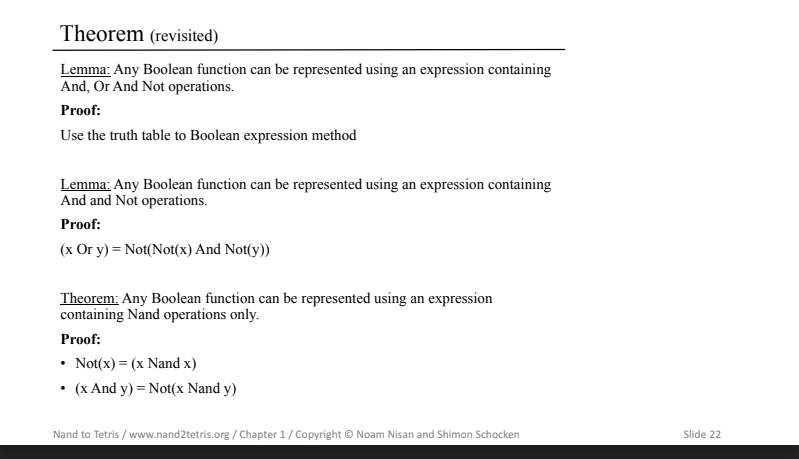 Theorem (revisited)
Lemma: Any Boolean function can be represented using an expression containing
And, Or And Not operations.
Proof:
Use the truth table to Boolean expression method
Lemma: Any Boolean function can be represented using an expression containing
And and Not operations.
Proof:
(x Or y) = Not(Not(x) And Not(y))
Theorem: Any Boolean function can be represented using an expression
containing Nand operations only.
Proof:
• Not(x) = (x Nand x)
• (x And y) = Not(x Nand y)
Nand to Tetris / www.nand2tetris.org / Chapter 1 / Copyright © Noam Nisan and Shimon Schocken Slide 22